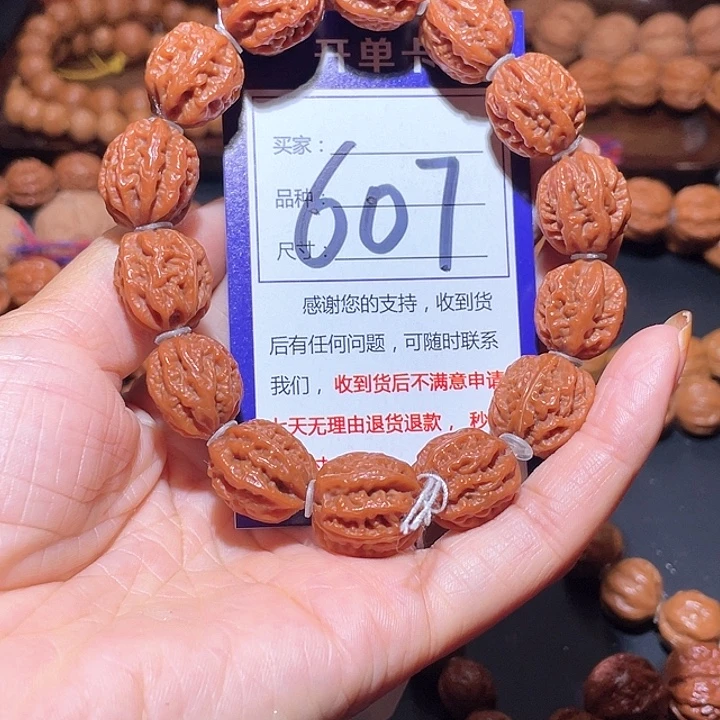 开单卡
买家：
品种：
尺寸：
607
感谢您的支持，收到货
后有任何问题，可随时联系
我们，收到货后不满意申请
七天无理由退货退款，秒